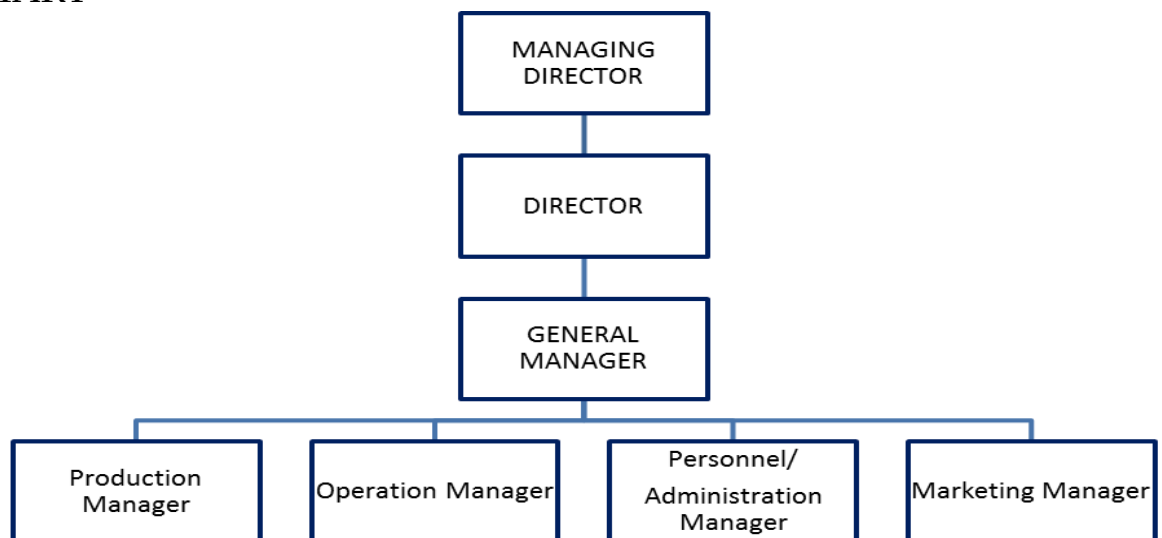 MANAGING
DIRECTOR
DIRECTOR
GENERAL
MANAGER
Production
Manager
Operation Manager
Personnel/
Administration
Manager
Marketing Manager